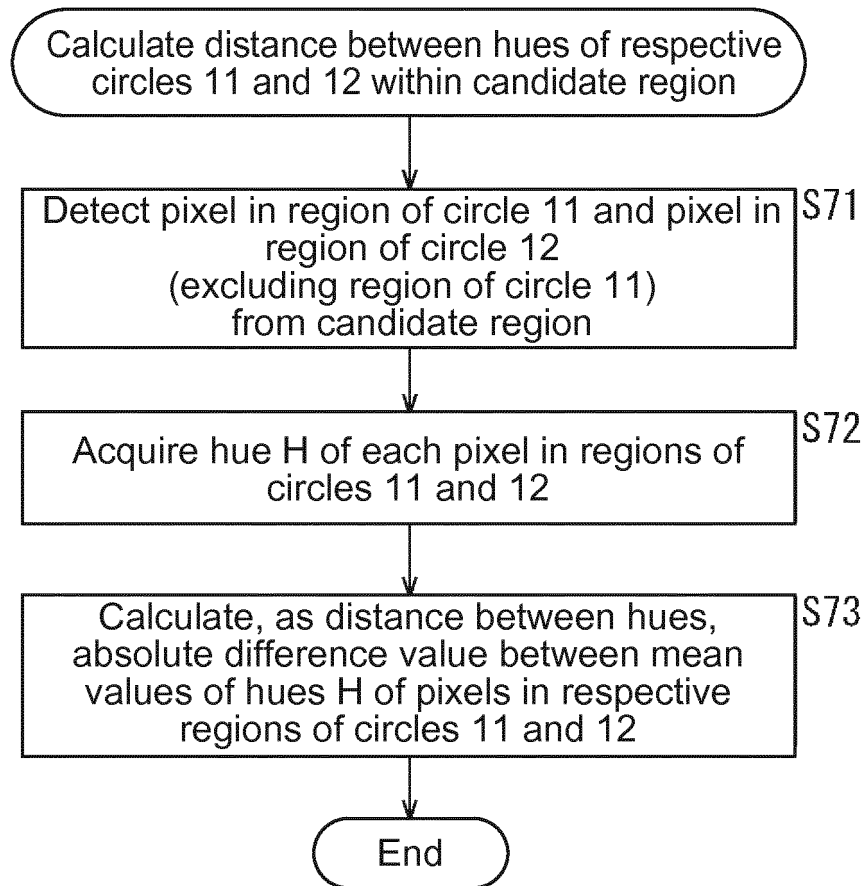 Calculate distance between hues of respective
circles 11 and 12 within candidate region
Detect pixel in region of circle 11 and pixel in
region of circle 12
(excluding region of circle 11)
from candidate region
S71
Acquire hue H of each pixel in regions of
circles 11 and 12
S72
Calculate, as distance between hues,
absolute difference value between mean
values of hues H of pixels in respective
regions of circles 11 and 12
S73
End